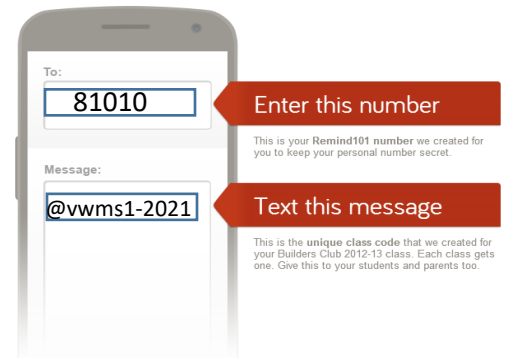 To:
81010
Enter this number
This is your Remind101 number we created for
you to keep your personal number secret.
Message:
@vwms1-2021
Text this message
This is the unique class code that we created for
your Builders Club 2012-13 class. Each class gets
one. Give this to your students and parents too.